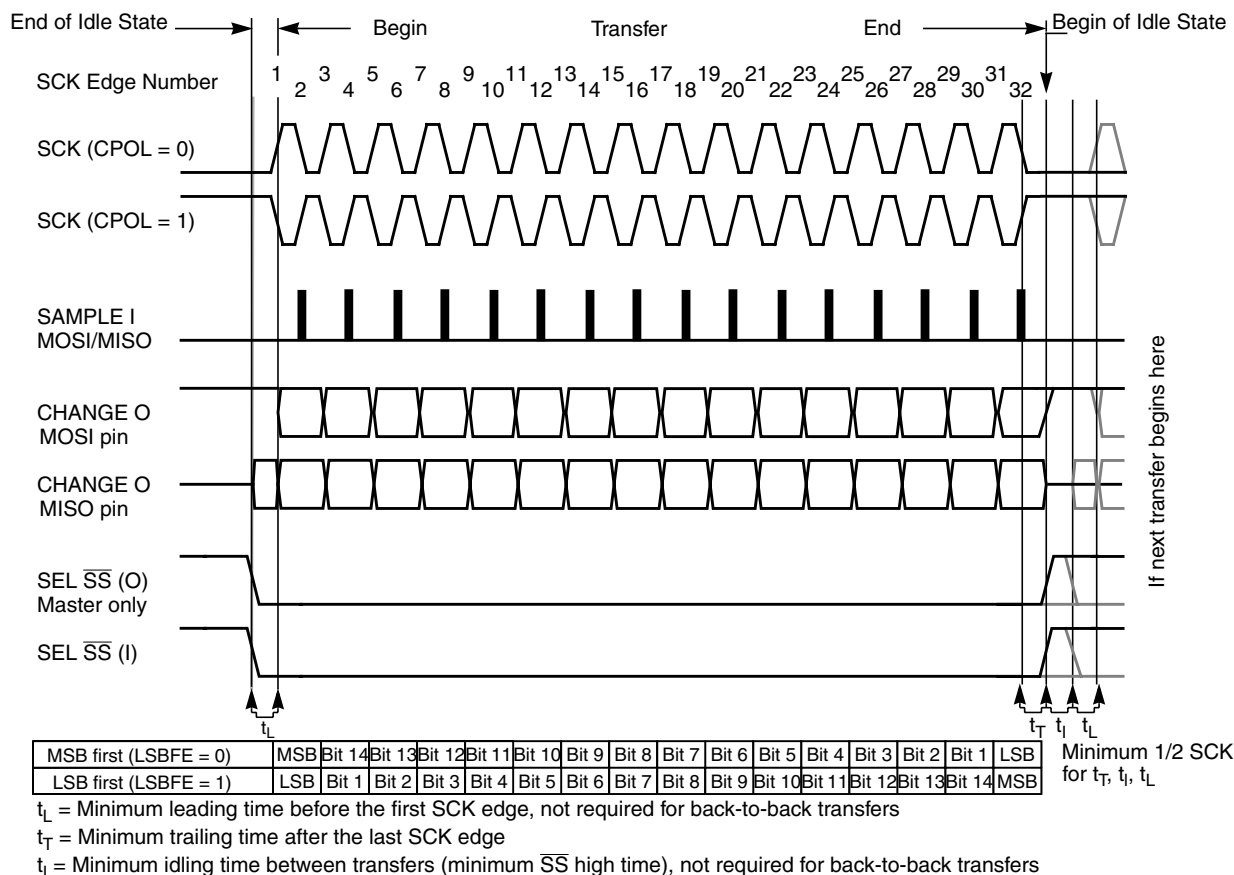 End of Idle State
Begin
Transfer
End
Begin of Idle State
SCK Edge Number
1 3 5 7 9 11 13 15 17 19 21 23 25 27 29 31
2 4 6 8 10 12 14 16 18 20 22 24 26 28 30 32
SCK (CPOL = 0)
SCK (CPOL = 1)
SAMPLE I
MOSI/MISO
CHANGE O
MOSI pin
CHANGE O
MISO pin
SEL SS (O)
Master only
SEL SS (I)
If next transfer begins here
tL
tT tI tL
MSB first (LSBFE = 0) MSB Bit 14 Bit 13 Bit 12 Bit 11 Bit 10 Bit 9 Bit 8 Bit 7 Bit 6 Bit 5 Bit 4 Bit 3 Bit 2 Bit 1 LSB
LSB first (LSBFE = 1) LSB Bit 1 Bit 2 Bit 3 Bit 4 Bit 5 Bit 6 Bit 7 Bit 8 Bit 9 Bit 10 Bit 11 Bit 12 Bit 13 Bit 14 MSB
Minimum 1/2 SCK
for tT, tI, tL
tL = Minimum leading time before the first SCK edge, not required for back-to-back transfers
tT = Minimum trailing time after the last SCK edge
tI = Minimum idling time between transfers (minimum SS high time), not required for back-to-back transfers